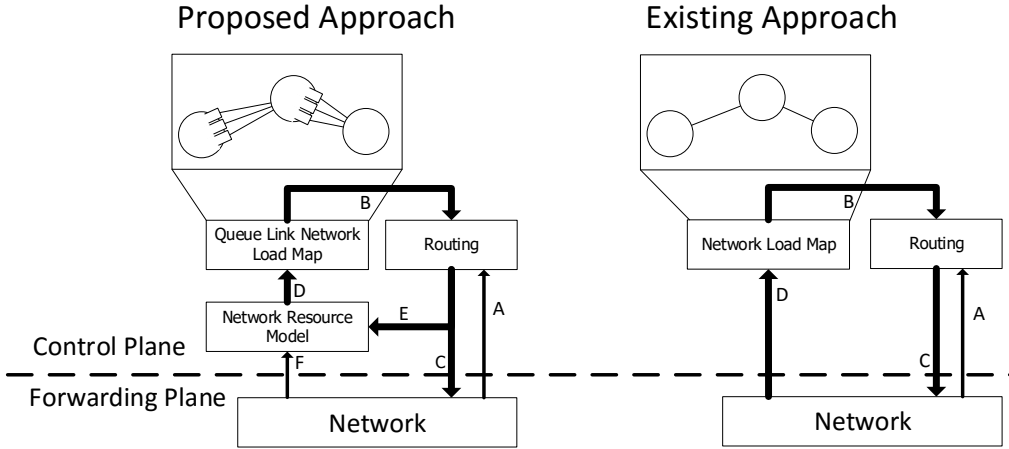 Proposed Approach
Existing Approach
B
B
Queue Link Network
Load Map
Routing
Network Load Map
Routing
D
A
D
A
E
Network Resource
Model
Control Plane
F
C
C
Forwarding Plane
Network
Network